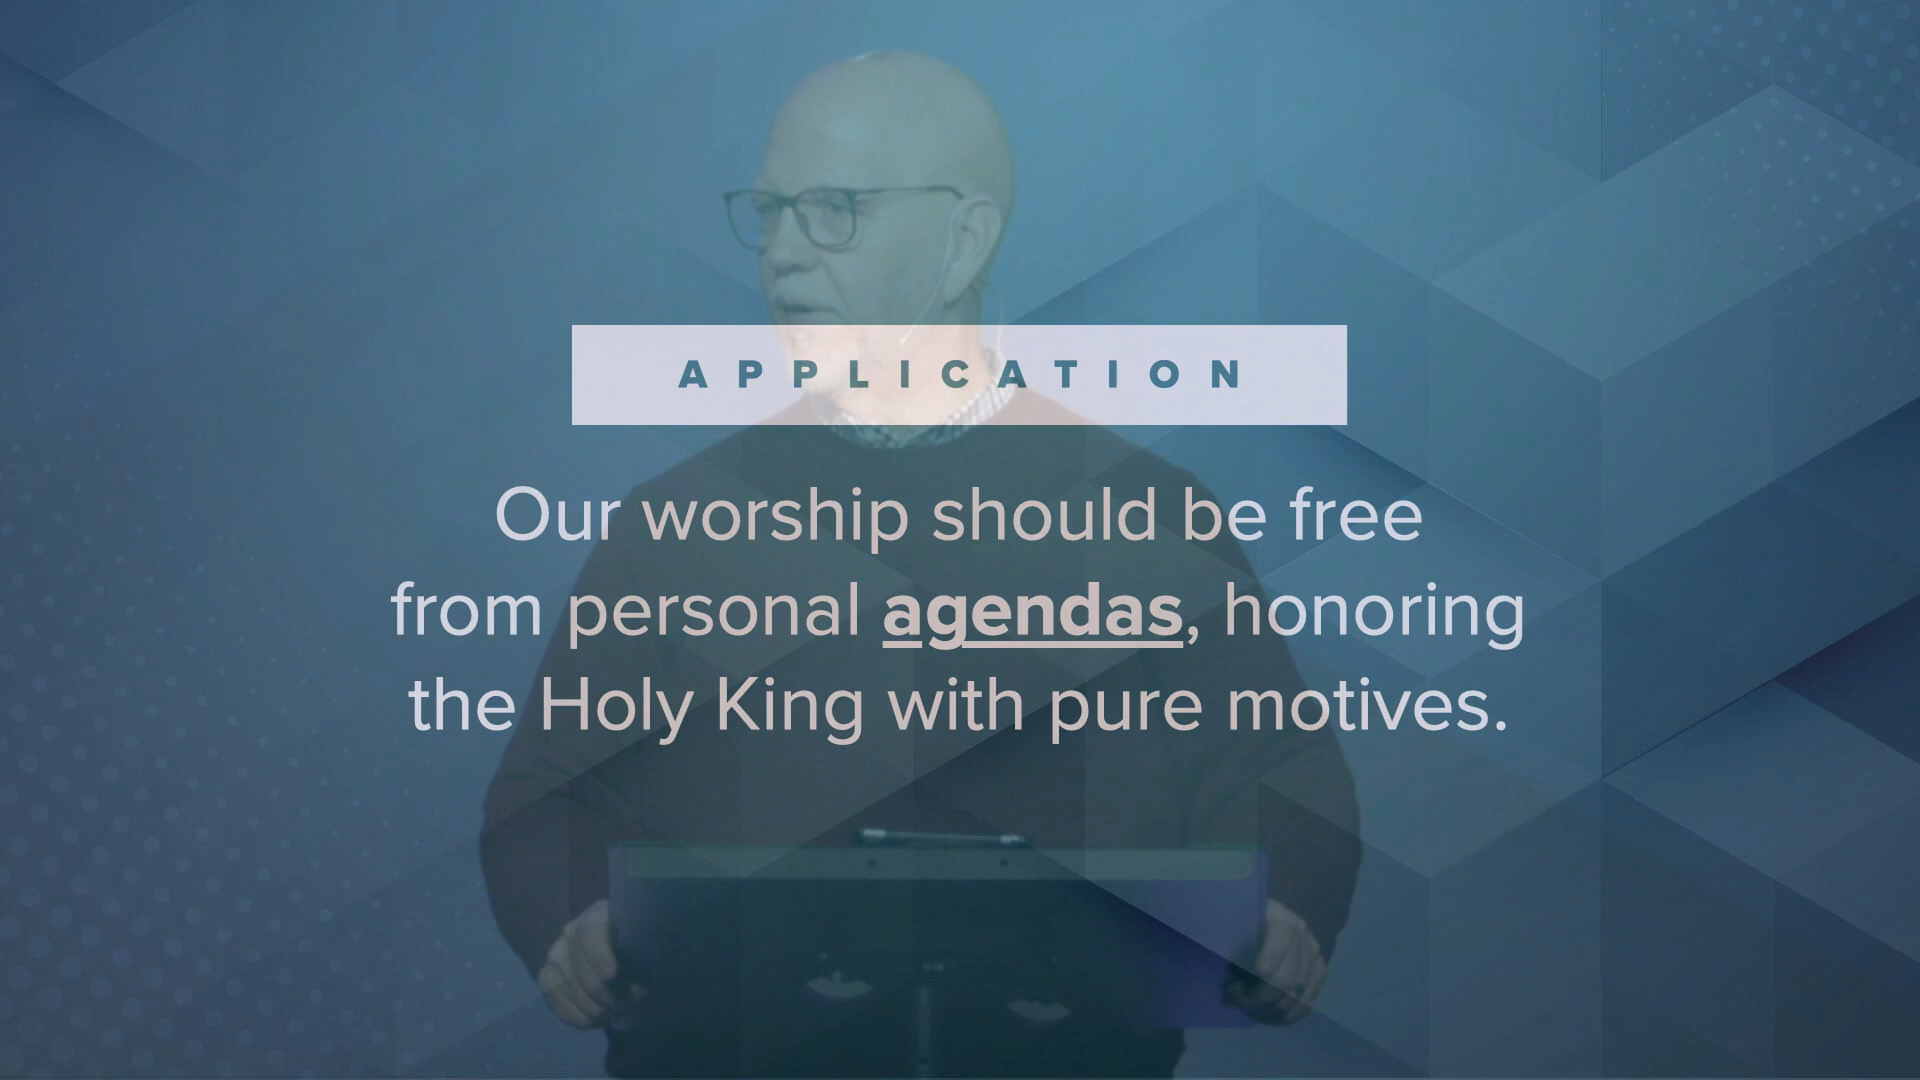 APPLICATION
Our worship should be free
from personal agendas, honoring
the Holy King with pure motives.